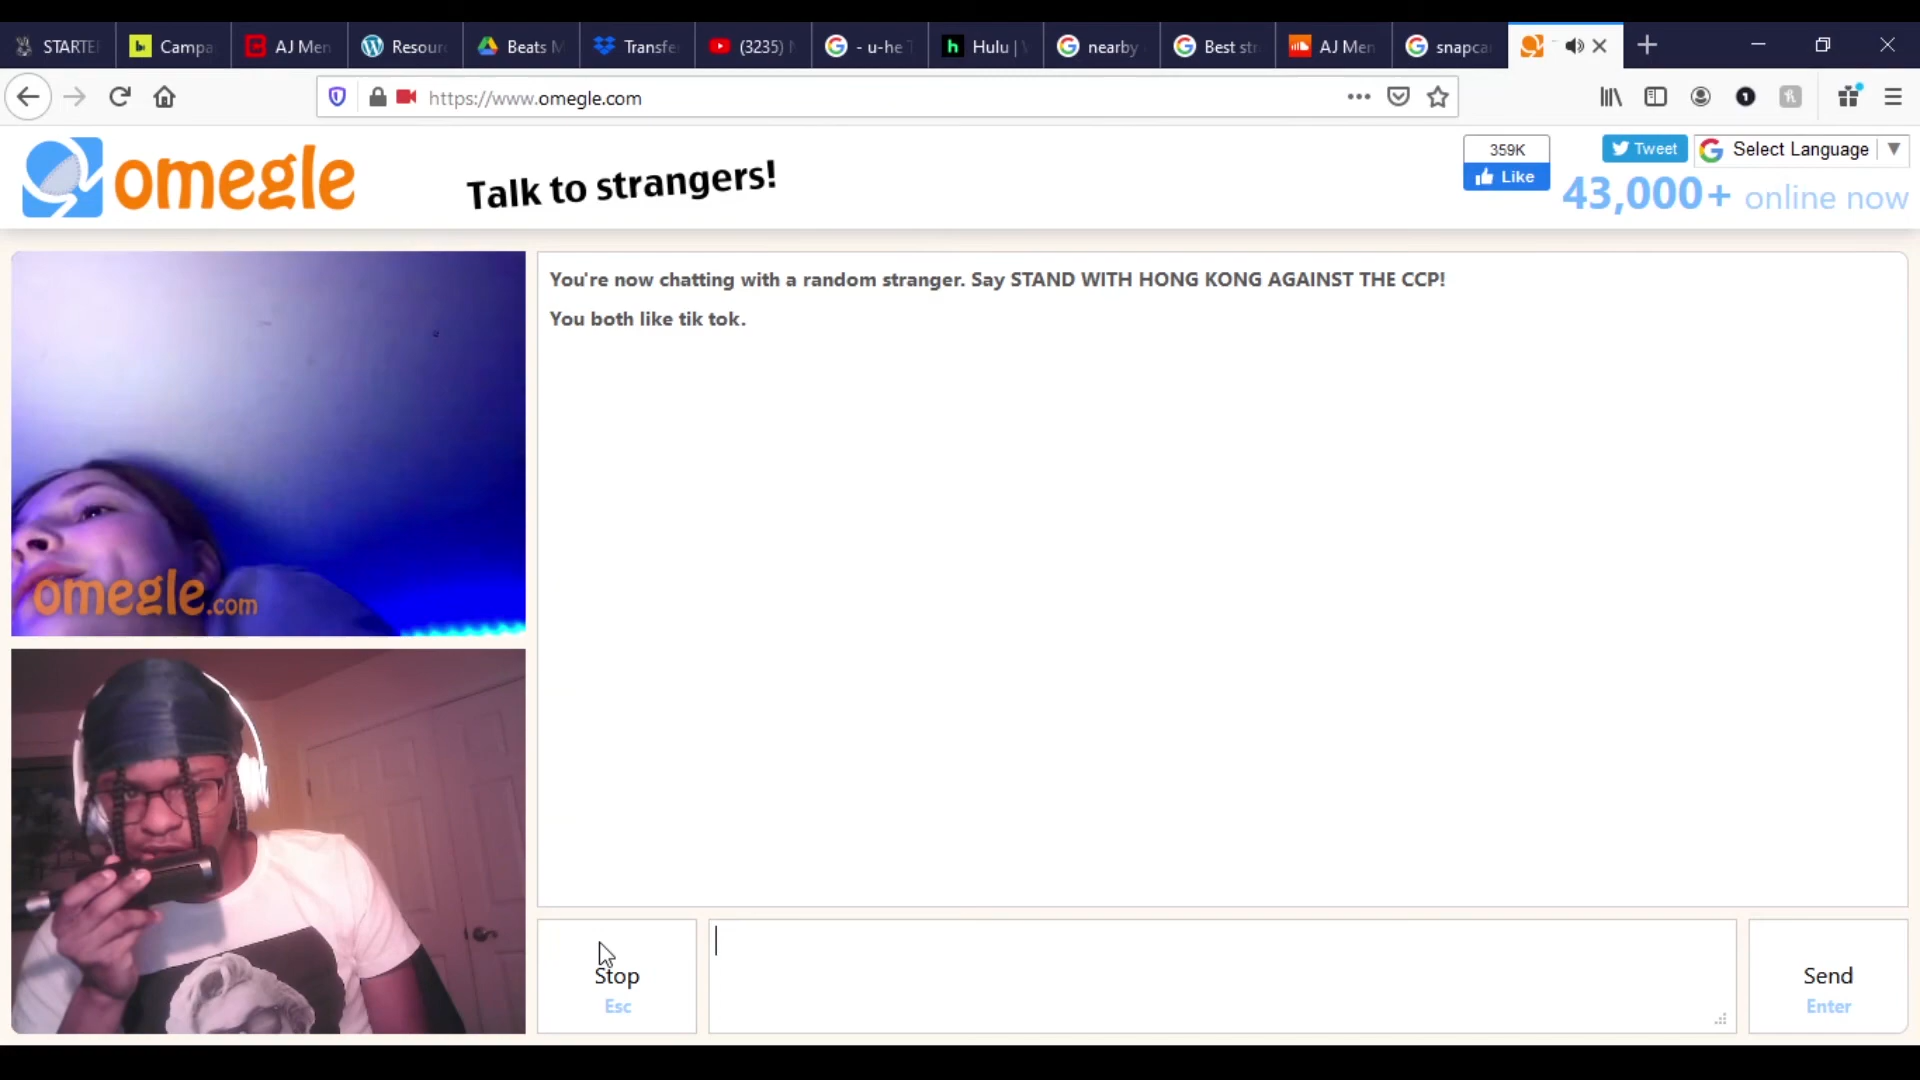 STARTE
Campa
AJ Men
Resour
Beats M
Transfe
(3235)
- u-he
Hulu |
nearby
Best str
AJ Men
snapca
https://www.omegle.com
omegle
Talk to strangers!
359K
Like
Tweet
Select Language
43,000+ online now
You're now chatting with a random stranger. Say STAND WITH HONG KONG AGAINST THE CCP!
You both like tik tok.
omegle.com
Stop
Esc
Send
Enter